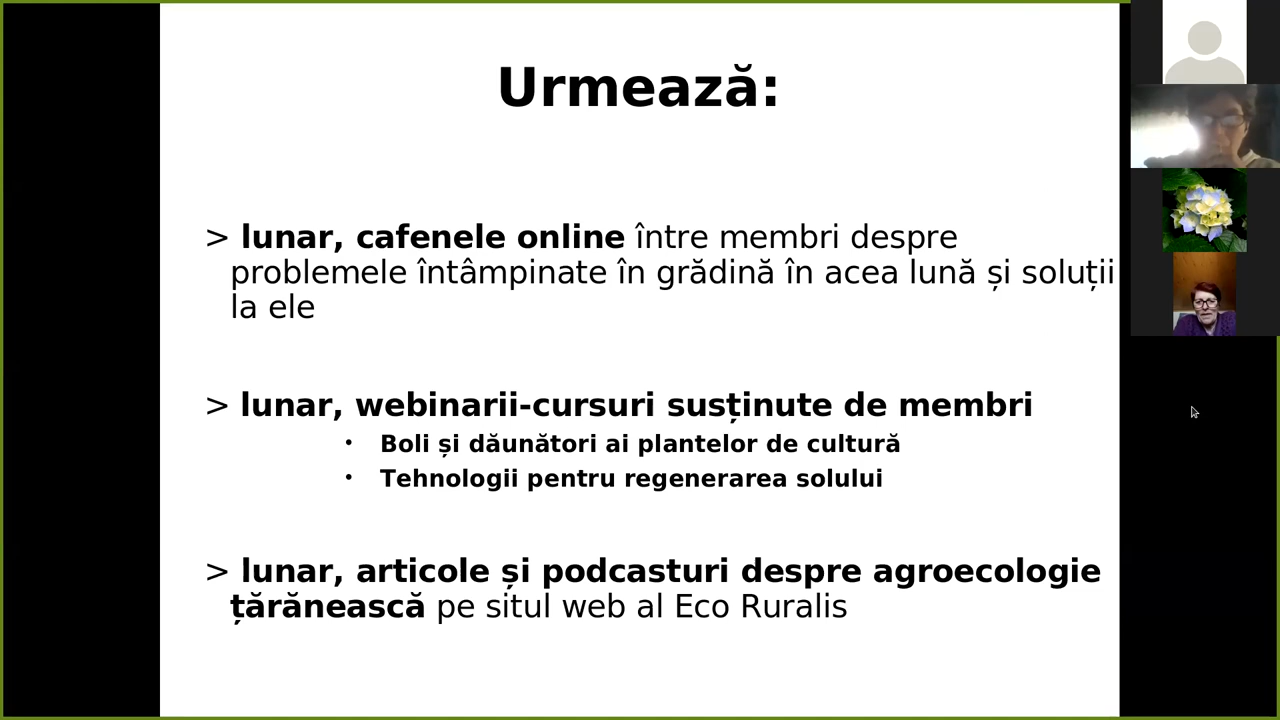 Urmează:
> lunar, cafenele online între membri despre
problemele întâmpinate în grădină în acea lună și soluții
la ele
> lunar, webinarii-cursuri susținute de membri
• Boli și dăunători ai plantelor de cultură
• Tehnologii pentru regenerarea solului
> lunar, articole și podcasturi despre agroecologie
țărănească pe situl web al Eco Ruralis